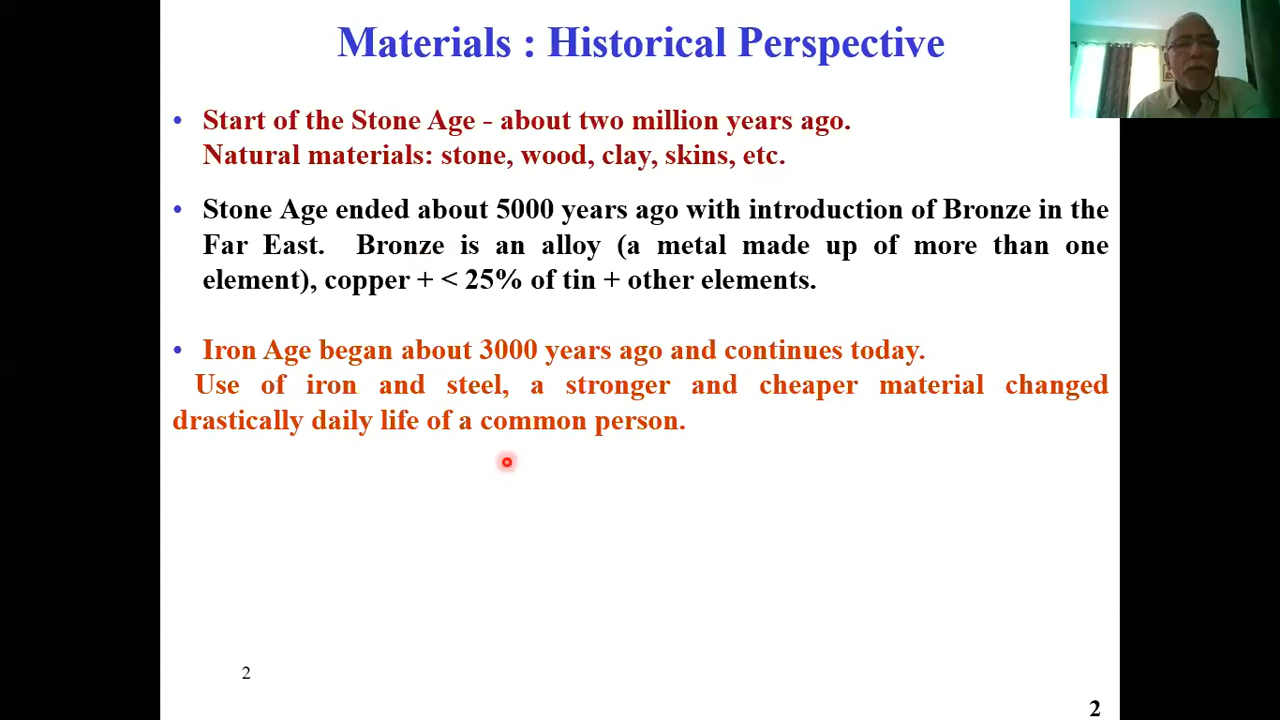 Materials : Historical Perspective
• Start of the Stone Age - about two million years ago.
Natural materials: stone, wood, clay, skins, etc.
• Stone Age ended about 5000 years ago with introduction of Bronze in the
Far East. Bronze is an alloy (a metal made up of more than one
element), copper + < 25% of tin + other elements.
• Iron Age began about 3000 years ago and continues today.
Use of iron and steel, a stronger and cheaper material changed
drastically daily life of a common person.
2
2